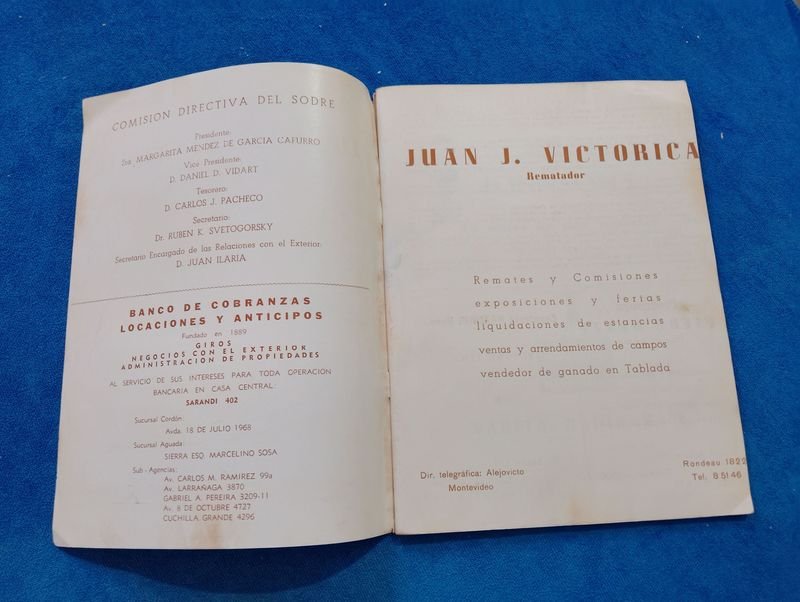 COMISION DIRECTIVA DEL SODRE
Presidente:
Sra. MARGARITA MENDEZ DE GARCIA CAPURRO
Vice Presidente:
D. DANIEL D. VIDART
Tesorero:
D. CARLOS J. PACHECO
Secretario:
Dr. RUBEN K. SVETOGORSKY
Secretario Encargado de las Relaciones con el Exterior:
D. JUAN ILARIA
BANCO DE COBRANZAS
LOCACIONES Y ANTICIPOS
Fundado en 1889
GIROS
NEGOCIOS CON EL EXTERIOR
ADMINISTRACION DE PROPIEDADES
AL SERVICIO DE SUS INTERESES PARA TODA OPERACION
BANCARIA EN CASA CENTRAL:
SARANDI 402
Sucursal Cordón:
Avda. 18 DE JULIO 1968
Sucursal Aguada:
SIERRA ESQ. MARCELINO SOSA
Sub-Agencias:
Av. CARLOS M. RAMIREZ 99a
Av. LARRAÑAGA 3870
GABRIEL A. PEREIRA 3209-11
Av. 8 DE OCTUBRE 4727
CUCHILLA GRANDE 4296
JUAN J. VICTORICA
Rematador
Remates y Comisiones
exposiciones y ferias
liquidaciones de estancias
ventas y arrendamientos de campos
vendedor de ganado en Tablada
Dir. telegráfica: Alejovicto
Montevideo
Rondeau 1822
Tel. 8 51 46